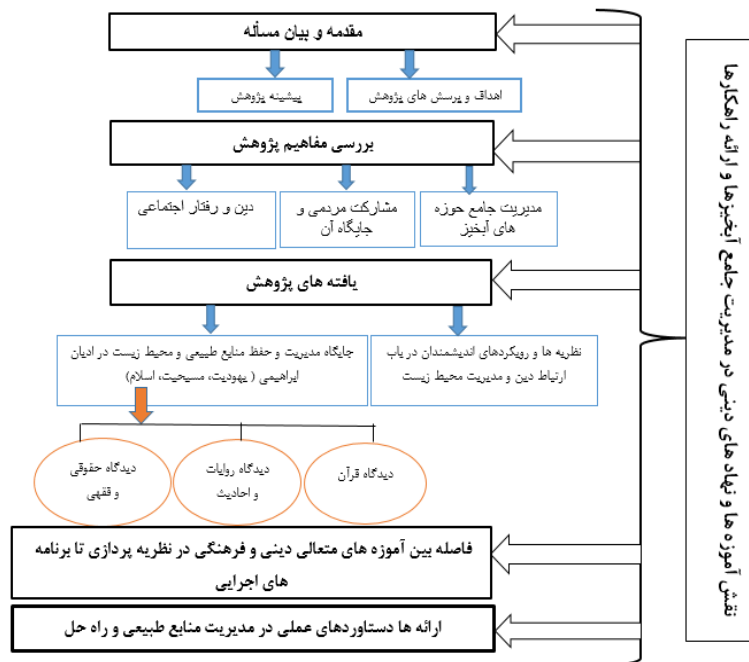 نقش آموزه ها و نهاد های دینی در مدیریت جامع آبخیزها و ارائه راهکارها
مقدمه و بیان مسأله
اهداف و پرسش های پژوهش
پیشینه پژوهش
بررسی مفاهیم پژوهش
مدیریت جامع حوزه
های آبخیز
مشارکت مردمی و
جایگاه آن
دین و رفتار اجتماعی
یافته های پژوهش
نظریه ها و رویکردهای اندیشمندان در باب
ارتباط دین و مدیریت محیط زیست
جایگاه مدیریت و حفظ منابع طبیعی و محیط زیست در ادیان
ابراهیمی ( یهودیت، مسیحیت، اسلام)
دیدگاه قرآن
دیدگاه روایات
و احادیث
دیدگاه حقوقی
و فقهی
فاصله بین آموزه های متعالی دینی و فرهنگی در نظریه پردازی تا برنامه
های اجرایی
ارائه ها دستاوردهای عملی در مدیریت منابع طبیعی و راه حل